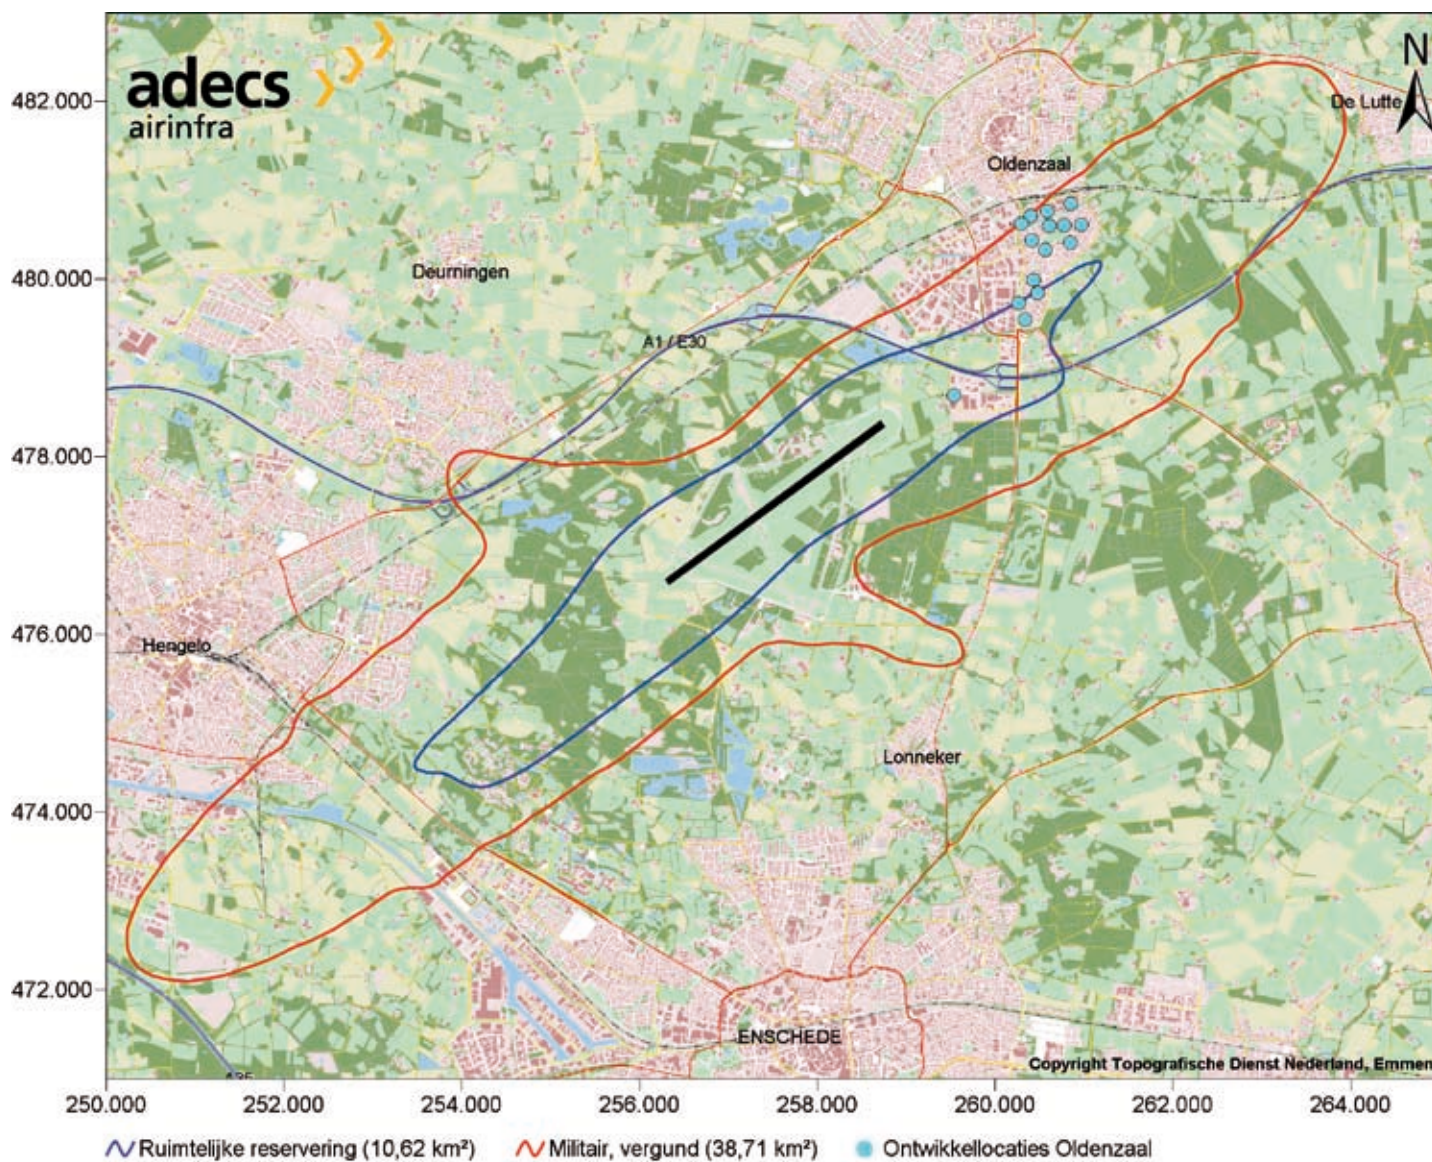 adecs
airinfra
N
De Lutte
Oldenzaal
Deurningen
A1 / E30
Hengelo
Lonneker
ENSCHEDE
Copyright Topografische Dienst Nederland, Emmen
482.000
480.000
478.000
476.000
474.000
472.000
250.000 252.000 254.000 256.000 258.000 260.000 262.000 264.000
Ruimtelijke reservering (10,62 km²) Militair, vergund (38,71 km²) Ontwikkellocaties Oldenzaal